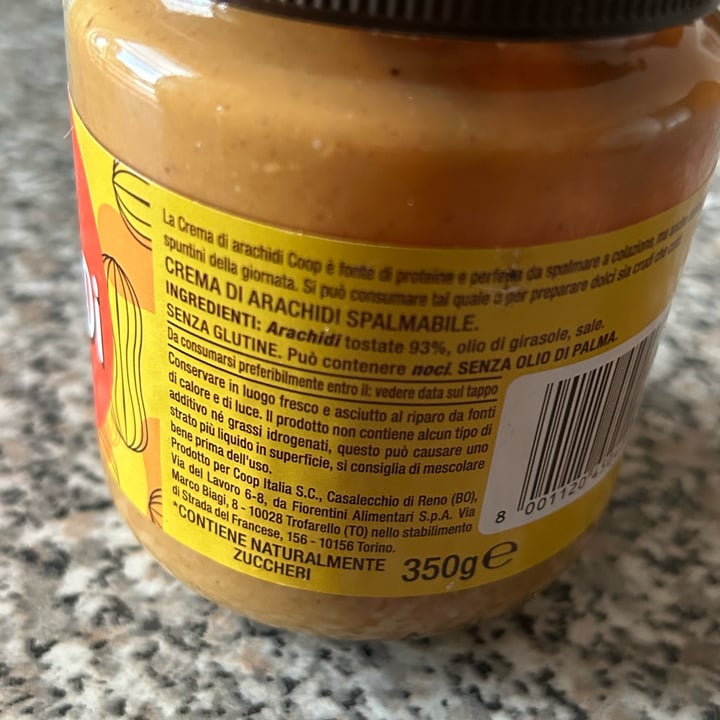 La Crema di arachidi Coop è fonte di proteine e perfetta da spalmare a colazione, ma anche
spuntini della giornata. Si può consumare tal quale o per preparare dolci sia crudi che
CREMA DI ARACHIDI SPALMABILE.
INGREDIENTI: Arachidi tostate 93%, olio di girasole, sale.
SENZA GLUTINE. Può contenere noci. SENZA OLIO DI PALMA.
Da consumarsi preferibilmente entro il: vedere data sul tappo
Conservare in luogo fresco e asciutto al riparo da fonti
di calore e di luce. Il prodotto non contiene alcun tipo di
additivo né grassi idrogenati, questo può causare uno
strato più liquido in superficie, si consiglia di mescolare
bene prima dell'uso.
Prodotto per Coop Italia S.C., Casalecchio di Reno (BO),
Via del Lavoro 6-8, da Fiorentini Alimentari S.p.A. Via
Marco Biagi, 8 - 10028 Trofarello (TO) nello stabilimento
di Strada del Francese, 156 - 10156 Torino.
*CONTIENE NATURALMENTE
ZUCCHERI
350g e
8 001120